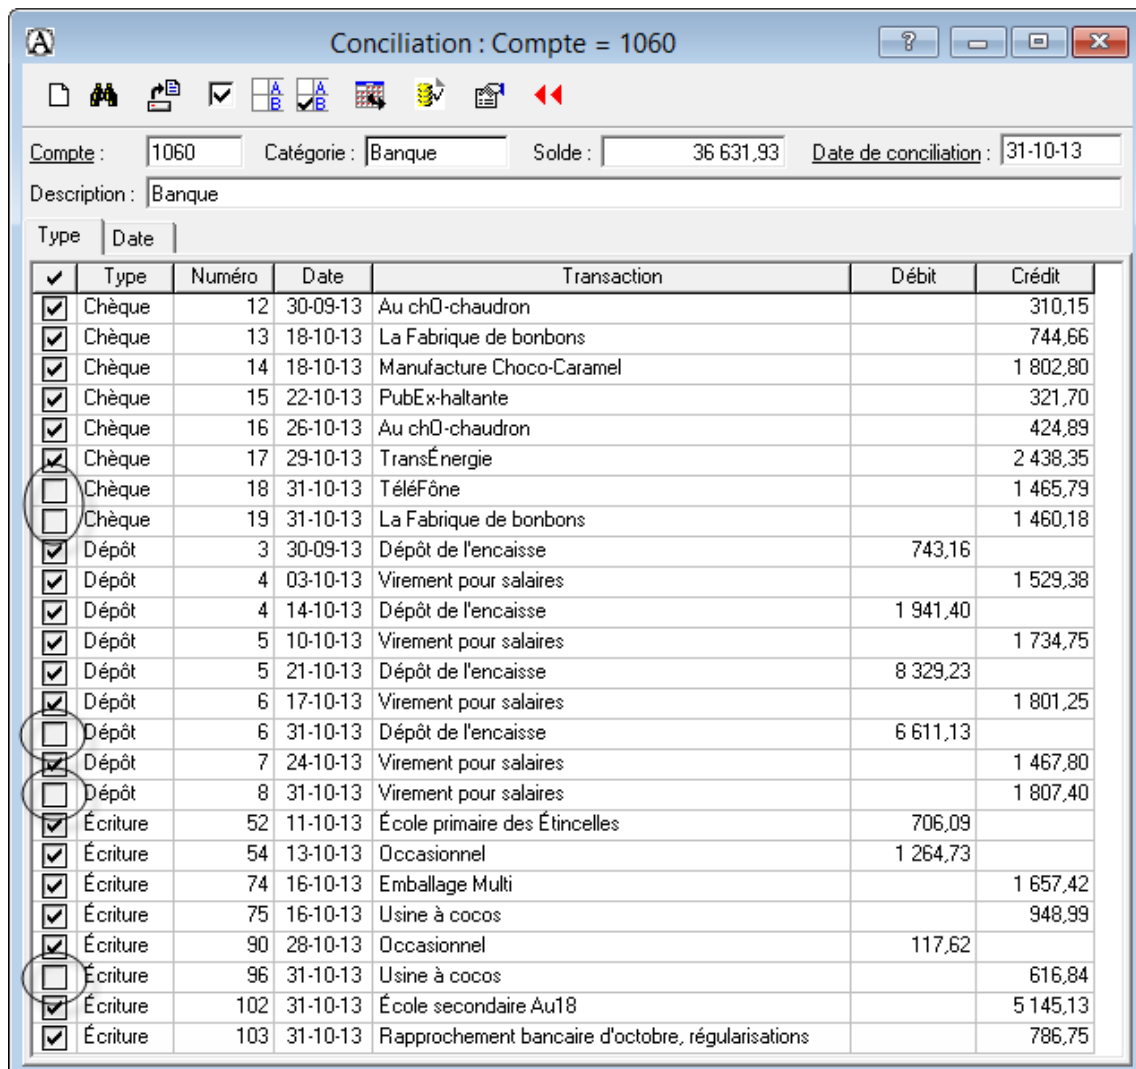 Conciliation : Compte = 1060
Compte : 1060 Catégorie : Banque Solde : 36 631,93 Date de conciliation : 31-10-13
Description : Banque
Type Date
Type Numéro Date Transaction Débit Crédit
Chèque 12 30-09-13 Au chO-chaudron 310,15
Chèque 13 18-10-13 La Fabrique de bonbons 744,66
Chèque 14 18-10-13 Manufacture Choco-Caramel 1 802,80
Chèque 15 22-10-13 PubEx-haltante 321,70
Chèque 16 26-10-13 Au chO-chaudron 424,89
Chèque 17 29-10-13 TransÉnergie 2 438,35
Chèque 18 31-10-13 TéléFône 1 465,79
Chèque 19 31-10-13 La Fabrique de bonbons 1 460,18
Dépôt 3 30-09-13 Dépôt de l'encaisse 743,16
Dépôt 4 03-10-13 Virement pour salaires 1 529,38
Dépôt 4 14-10-13 Dépôt de l'encaisse 1 941,40
Dépôt 5 10-10-13 Virement pour salaires 1 734,75
Dépôt 5 21-10-13 Dépôt de l'encaisse 8 329,23
Dépôt 6 17-10-13 Virement pour salaires 1 801,25
Dépôt 6 31-10-13 Dépôt de l'encaisse 6 611,13
Dépôt 7 24-10-13 Virement pour salaires 1 467,80
Dépôt 8 31-10-13 Virement pour salaires 1 807,40
Écriture 52 11-10-13 École primaire des Étincelles 706,09
Écriture 54 13-10-13 Occasionnel 1 264,73
Écriture 74 16-10-13 Emballage Multi 1 657,42
Écriture 75 16-10-13 Usine à cocos 948,99
Écriture 90 28-10-13 Occasionnel 117,62
Écriture 96 31-10-13 Usine à cocos 616,84
Écriture 102 31-10-13 École secondaire Au18 5 145,13
Écriture 103 31-10-13 Rapprochement bancaire d'octobre, régularisations 786,75